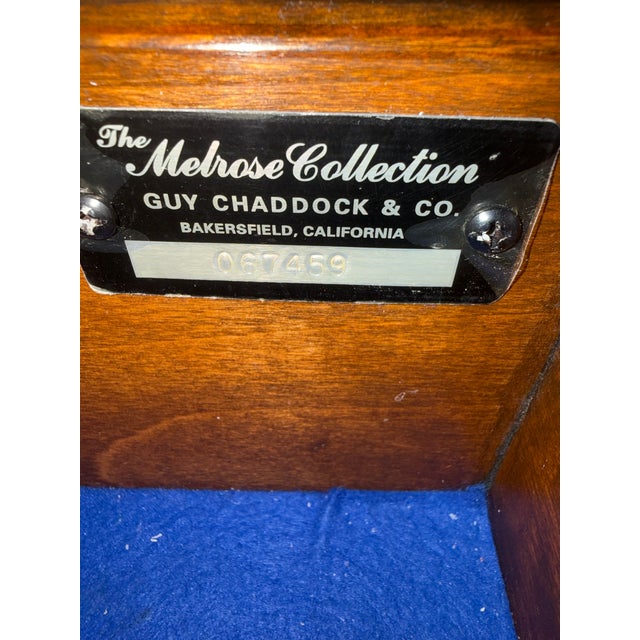 The Melrose Collection
GUY CHADDOCK & CO.
BAKERSFIELD, CALIFORNIA
067459